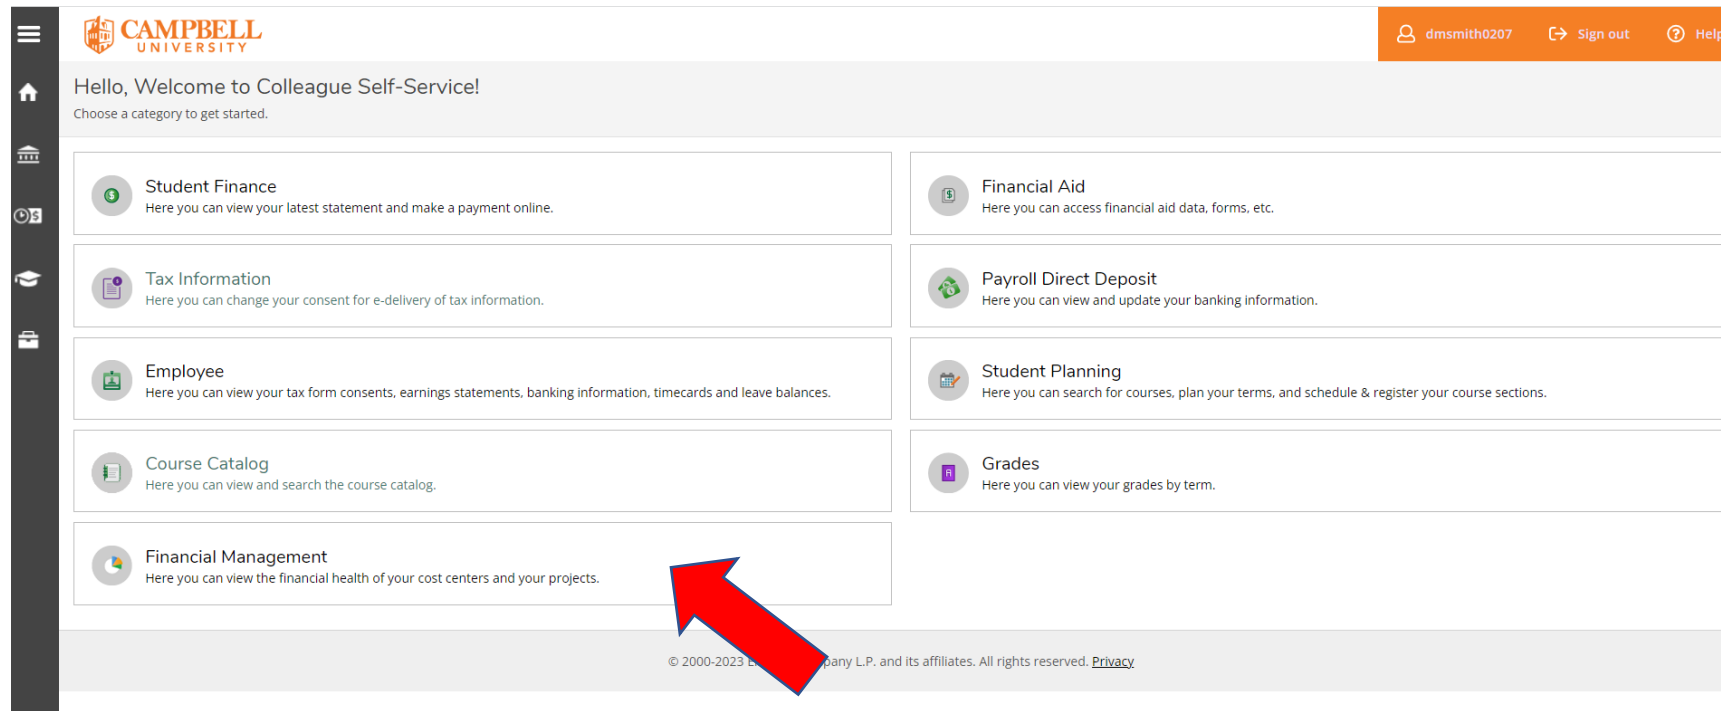 CAMPBELL
UNIVERSITY
dmsmith0207
Sign out
Help
Hello, Welcome to Colleague Self-Service!
Choose a category to get started.
Student Finance
Here you can view your latest statement and make a payment online.
Financial Aid
Here you can access financial aid data, forms, etc.
Tax Information
Here you can change your consent for e-delivery of tax information.
Payroll Direct Deposit
Here you can view and update your banking information.
Employee
Here you can view your tax form consents, earnings statements, banking information, timecards and leave balances.
Student Planning
Here you can search for courses, plan your terms, and schedule & register your course sections.
Course Catalog
Here you can view and search the course catalog.
Grades
Here you can view your grades by term.
Financial Management
Here you can view the financial health of your cost centers and your projects.
© 2000-2023 L.P. and its affiliates. All rights reserved. Privacy